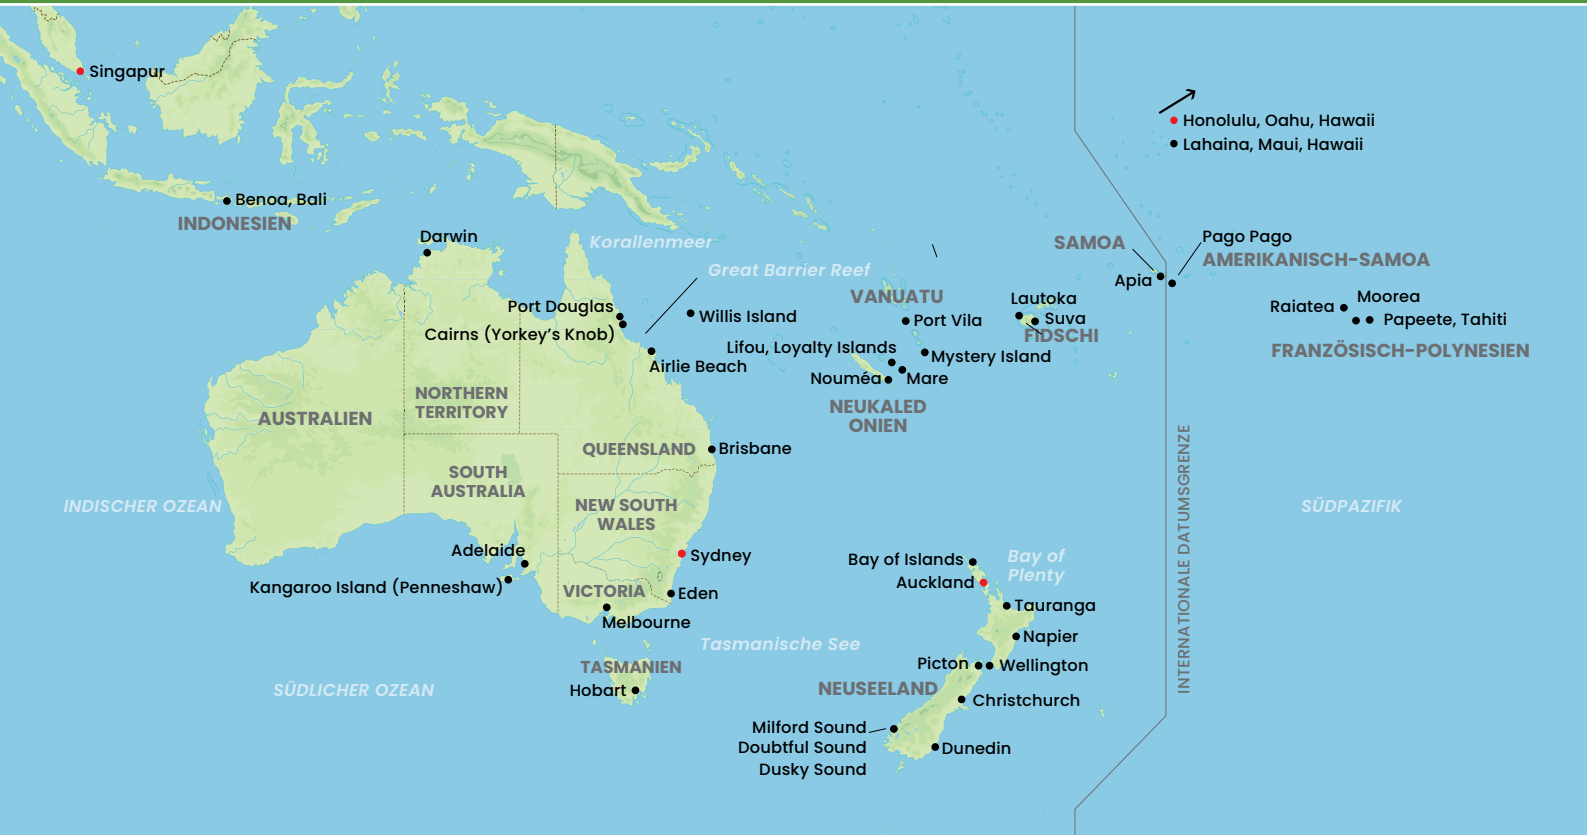 Singapur
Honolulu, Oahu, Hawaii
Lahaina, Maui, Hawaii
Benoa, Bali
INDONESIEN
Darwin
Korallenmeer
SAMOA
Pago Pago
AMERIKANISCH-SAMOA
Great Barrier Reef
Apia
VANUATU
Lautoka
Moorea
Port Douglas
Raiatea
Willis Island
Port Vila
Suva
Papeete, Tahiti
Cairns (Yorkey’s Knob)
FIDSCHI
Lifou, Loyalty Islands
Mystery Island
FRANZÖSISCH-POLYNESIEN
Airlie Beach
Nouméa
Mare
NORTHERN
TERRITORY
AUSTRALIEN
NEUKALED
ONIEN
QUEENSLAND
Brisbane
SOUTH
AUSTRALIA
INDISCHER OZEAN
NEW SOUTH
WALES
INTERNATIONALE DATUMSGRENZE
SÜDPAZIFIK
Adelaide
Sydney
Bay of Islands
Bay of
Plenty
Kangaroo Island (Penneshaw)
VICTORIA
Eden
Auckland
Tauranga
Melbourne
Napier
Tasmanische See
TASMANIEN
Picton
Wellington
SÜDLICHER OZEAN
Hobart
NEUSEELAND
Christchurch
Milford Sound
Doubtful Sound
Dunedin
Dusky Sound